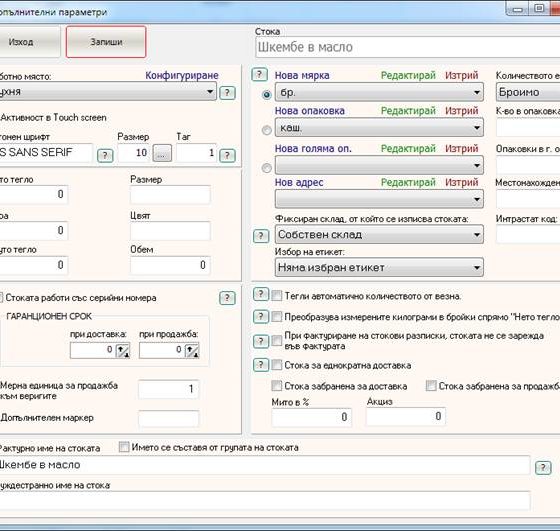 опълнителни параметри
Изход
Запиши
Стока
Шкембе в масло
ботно място:
Конфигуриране
ухня
Активност в Touch screen
тонен шрифт
Размер
Таг
S SANS SERIF
?
10
...
1
?
то тегло
Размер
0
ра
Цвят
0
уто тегло
Обем
0
0
Стоката работи със серийни номера
?
ГАРАНЦИОНЕН СРОК
при доставка:
при продажба:
0
0
Мерна единица за продажба
към веригите
1
Допълнителен маркер
?
Нова мярка
Редактирай
Изтрий
Количеството е
бр.
Броимо
Нова опаковка
Редактирай
Изтрий
К-во в опаковка
каш.
Нова голяма оп.
Редактирай
Изтрий
Опаковки в г. о
Нов адрес
Редактирай
Изтрий
Местонахожден
Фиксиран склад, от който се изписва стоката:
Интрастат код:
?
Собствен склад
Избор на етикет:
Няма избран етикет
?
Тегли автоматично количеството от везна.
?
Преобразува измерените килограми в бройки спрямо "Нето тегло
?
При фактуриране на стокови разписки, стоката не се зарежда
във фактурата
?
Стока за еднократна доставка
Стока забранена за доставка
Стока забранена за продажб
Мито в %
Акциз
0
0
Фактурно име на стоката
Името се съставя от групата на стоката
Шкембе в масло
?
уждестранно име на стока